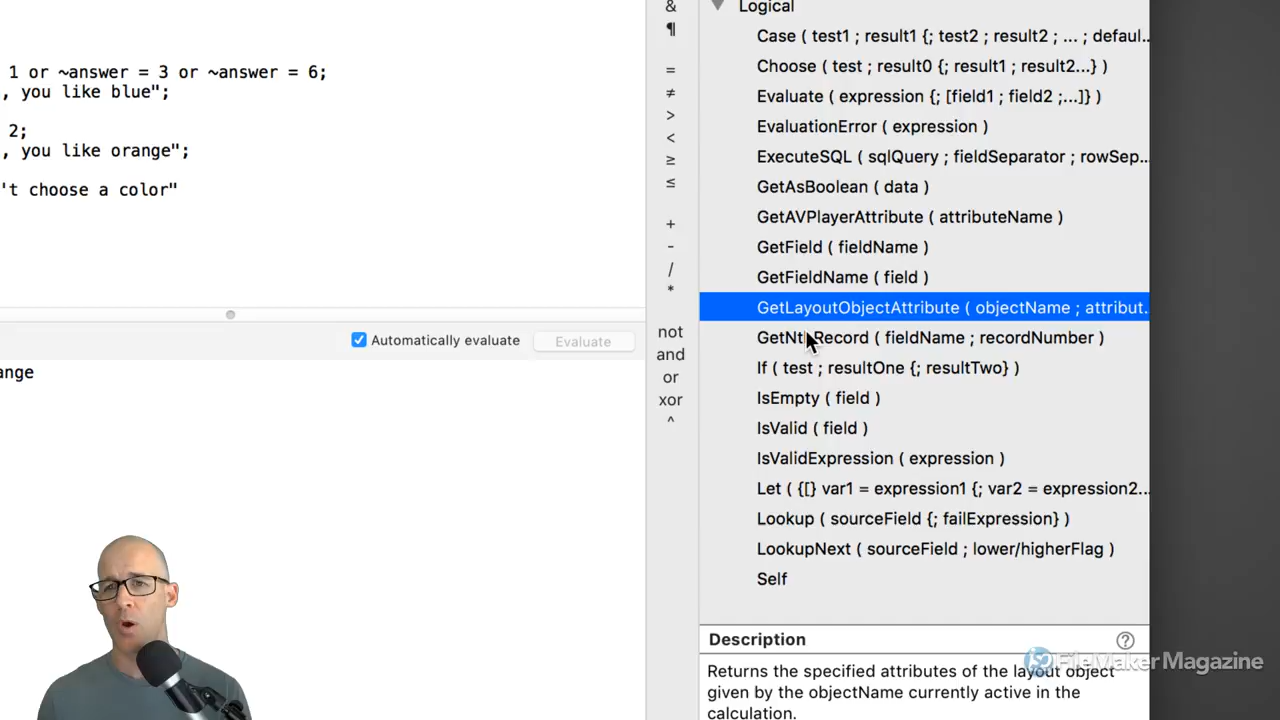 1 or ~answer = 3 or ~answer = 6;
, you like blue";
2;
, you like orange";
't choose a color"
Automatically evaluate
Evaluate
ange
&
¶
=
≠
>
<
≥
≤
+
-
/
*
not
and
or
xor
^
Logical
Case ( test1 ; result1 {; test2 ; result2 ; ... ; defaul...
Choose ( test ; result0 {; result1 ; result2...} )
Evaluate ( expression {; [field1 ; field2 ;...]} )
EvaluationError ( expression )
ExecuteSQL ( sqlQuery ; fieldSeparator ; rowSep...
GetAsBoolean ( data )
GetAVPlayerAttribute ( attributeName )
GetField ( fieldName )
GetFieldName ( field )
GetLayoutObjectAttribute ( objectName ; attribut...
GetNthRecord ( fieldName ; recordNumber )
If ( test ; resultOne {; resultTwo} )
IsEmpty ( field )
IsValid ( field )
IsValidExpression ( expression )
Let ( {[} var1 = expression1 {; var2 = expression2...
Lookup ( sourceField {; failExpression} )
LookupNext ( sourceField ; lower/higherFlag )
Self
Description
?
Returns the specified attributes of the layout object
given by the objectName currently active in the
calculation.
FileMaker Magazine